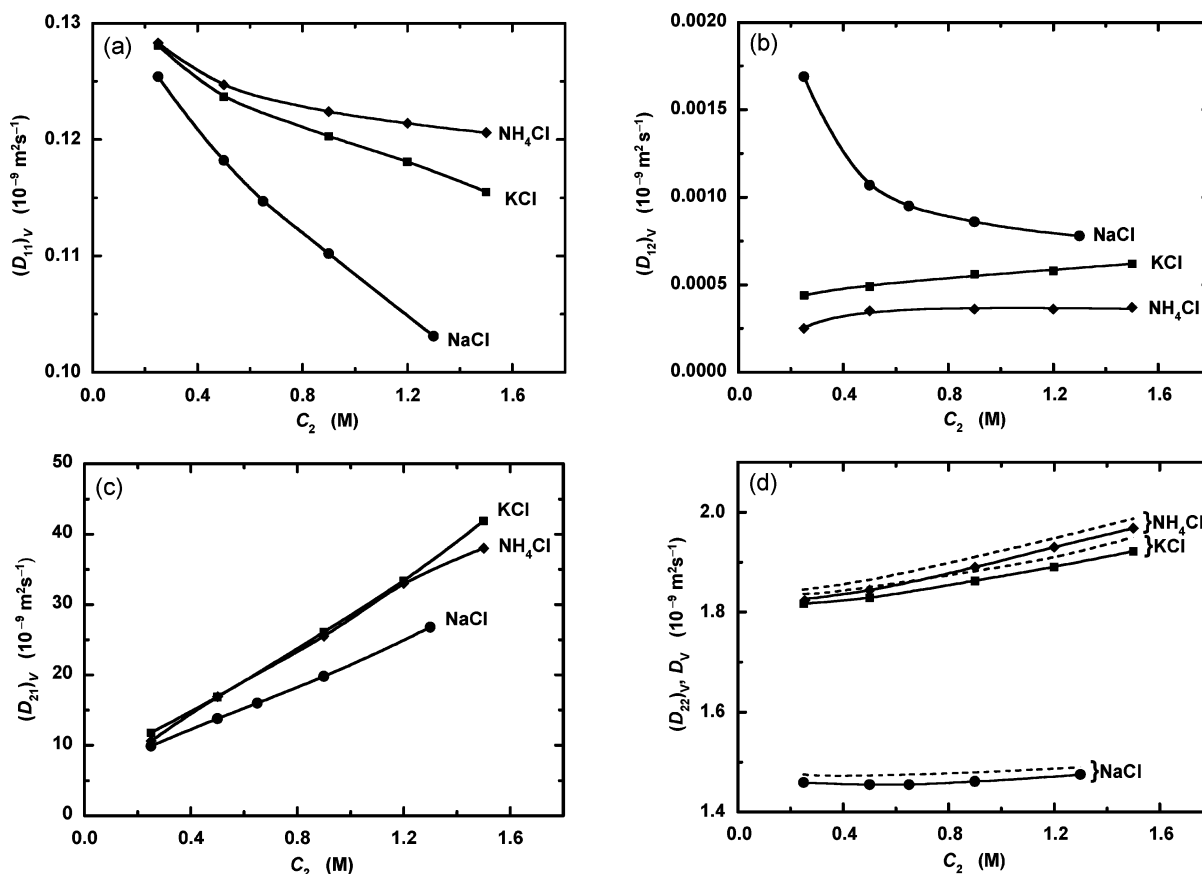 (a)
0.13
0.12
0.11
0.10
(D₁₁)ᵥ (10⁻⁹ m²s⁻¹)
NH₄Cl
KCl
NaCl
0.0 0.4 0.8 1.2 1.6
C₂ (M)
(b)
0.0020
0.0015
0.0010
0.0005
0.0000
(D₁₂)ᵥ (10⁻⁹ m²s⁻¹)
NaCl
KCl
NH₄Cl
0.0 0.4 0.8 1.2 1.6
C₂ (M)
(c)
50
40
30
20
10
0
(D₂₁)ᵥ (10⁻⁹ m²s⁻¹)
KCl
NH₄Cl
NaCl
0.0 0.4 0.8 1.2 1.6
C₂ (M)
(d)
2.0
1.8
1.6
1.4
(D₂₂)ᵥ, Dᵥ (10⁻⁹ m²s⁻¹)
}NH₄Cl
}KCl
}NaCl
0.0 0.4 0.8 1.2 1.6
C₂ (M)